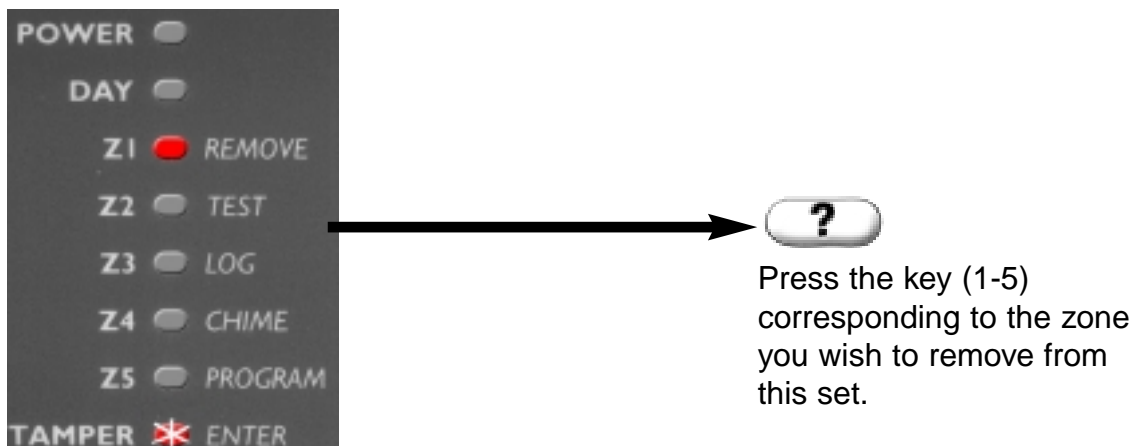 POWER
DAY
Z1 REMOVE
Z2 TEST
Z3 LOG
Z4 CHIME
Z5 PROGRAM
TAMPER ENTER
?
Press the key (1-5)
corresponding to the zone
you wish to remove from
this set.